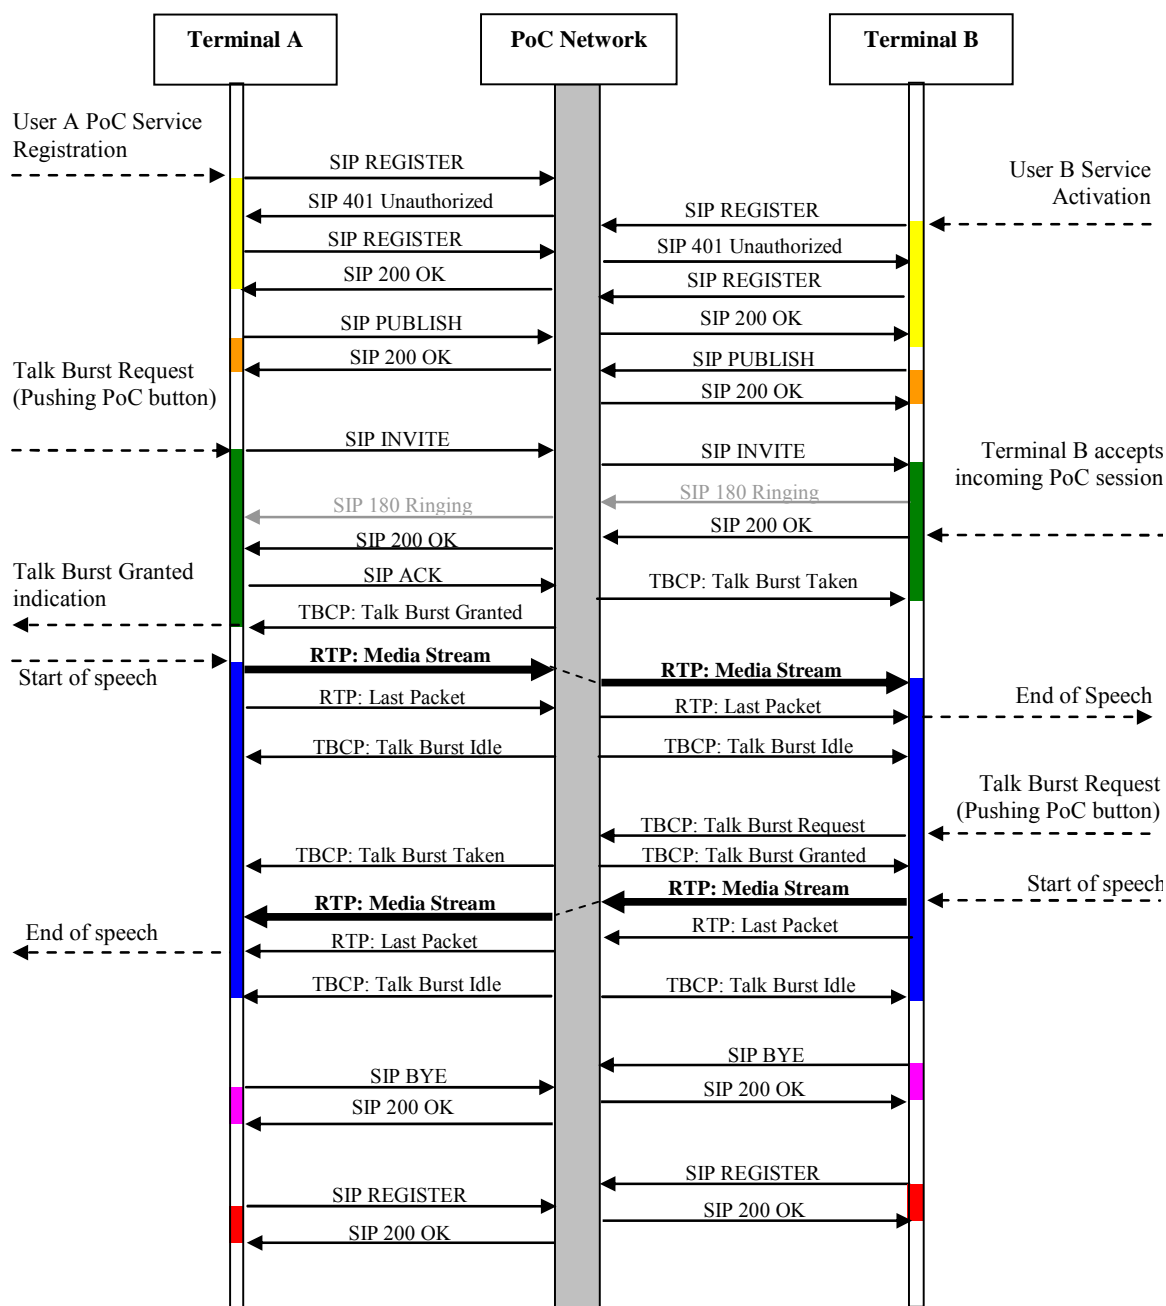 Terminal A
PoC Network
Terminal B
User A PoC Service
Registration
SIP REGISTER
User B Service
Activation
SIP 401 Unauthorized
SIP REGISTER
SIP REGISTER
SIP 401 Unauthorized
SIP 200 OK
SIP REGISTER
SIP PUBLISH
SIP 200 OK
Talk Burst Request
(Pushing PoC button)
SIP 200 OK
SIP PUBLISH
SIP 200 OK
SIP INVITE
SIP INVITE
Terminal B accepts
incoming PoC session
SIP 180 Ringing
SIP 180 Ringing
SIP 200 OK
SIP 200 OK
Talk Burst Granted
indication
SIP ACK
TBCP: Talk Burst Taken
TBCP: Talk Burst Granted
Start of speech
RTP: Media Stream
RTP: Media Stream
RTP: Last Packet
RTP: Last Packet
End of Speech
TBCP: Talk Burst Idle
TBCP: Talk Burst Idle
Talk Burst Request
(Pushing PoC button)
TBCP: Talk Burst Request
TBCP: Talk Burst Taken
TBCP: Talk Burst Granted
RTP: Media Stream
RTP: Media Stream
Start of speech
End of speech
RTP: Last Packet
RTP: Last Packet
TBCP: Talk Burst Idle
TBCP: Talk Burst Idle
SIP BYE
SIP BYE
SIP 200 OK
SIP 200 OK
SIP REGISTER
SIP REGISTER
SIP 200 OK
SIP 200 OK